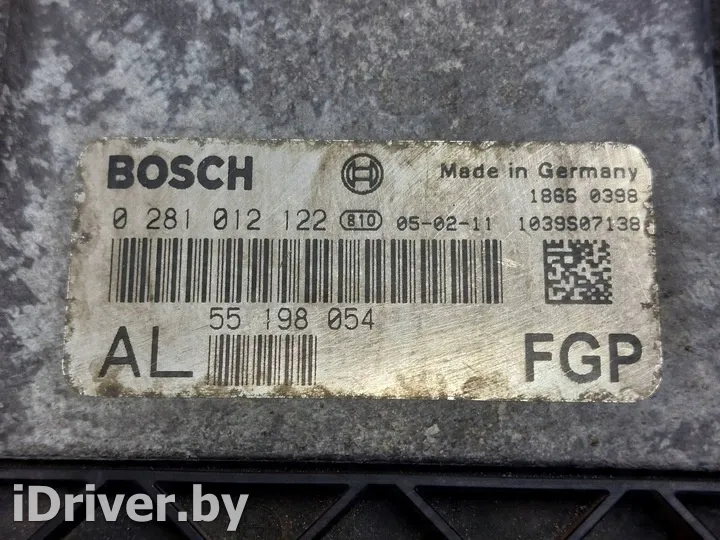 BOSCH
Made in Germany
1886 0398
0 281 012 122 810 05-02-11 1039S07138
55 198 054
AL
FGP
iDriver.by